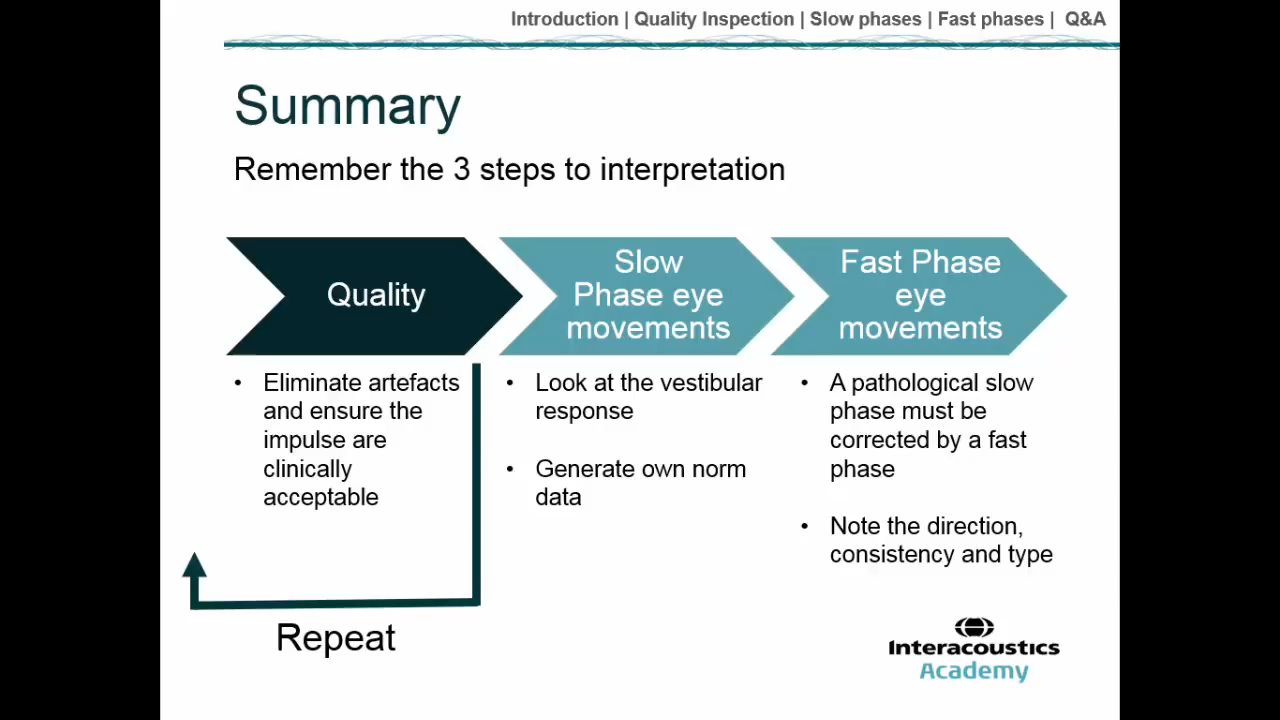 Introduction | Quality Inspection | Slow phases | Fast phases | Q&A
Summary
Remember the 3 steps to interpretation
Quality
Slow
Phase eye
movements
Fast Phase
eye
movements
• Eliminate artefacts
and ensure the
impulse are
clinically
acceptable
• Look at the vestibular
response
• Generate own norm
data
• A pathological slow
phase must be
corrected by a fast
phase
• Note the direction,
consistency and type
Repeat
Interacoustics
Academy